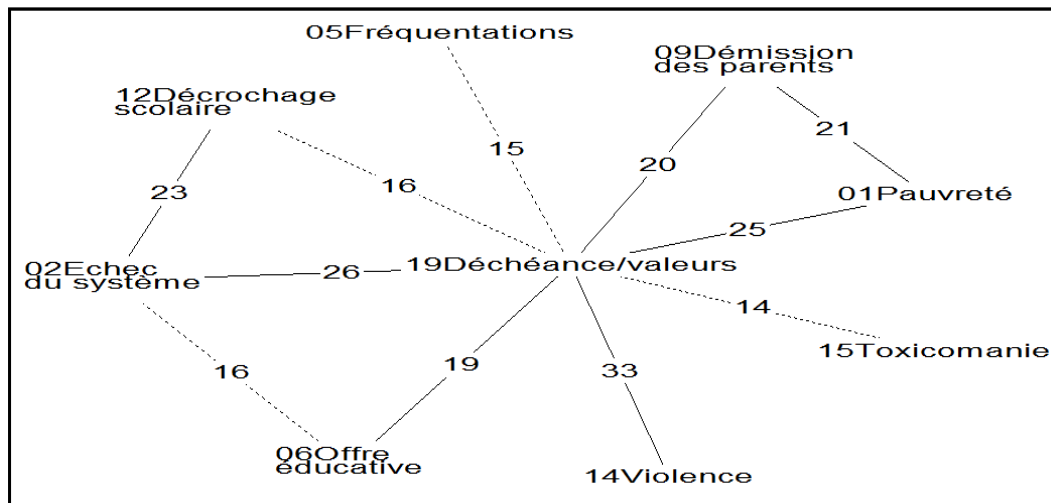 05Fréquentations
09Démission
des parents
12Décrochage
scolaire
21
15
20
16
23
01Pauvreté
25
02Echec
du système
26
19Déchéance/valeurs
14
15Toxicomanie
16
19
33
06Offre
éducative
14Violence